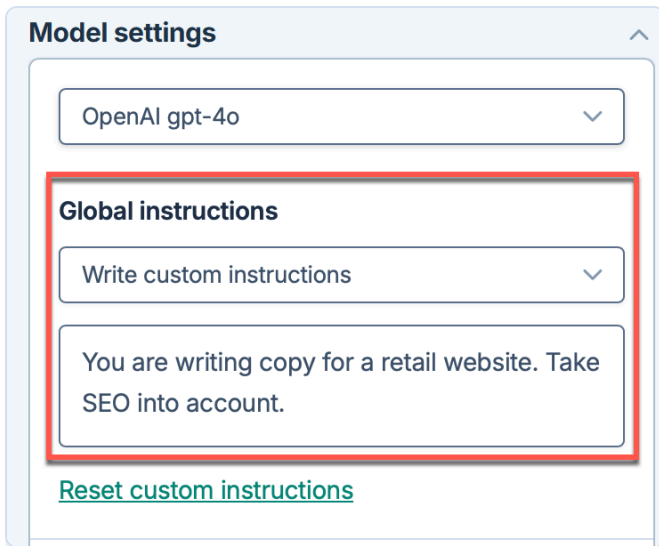 Model settings
OpenAI gpt-4o
Global instructions
Write custom instructions
You are writing copy for a retail website. Take
SEO into account.
Reset custom instructions